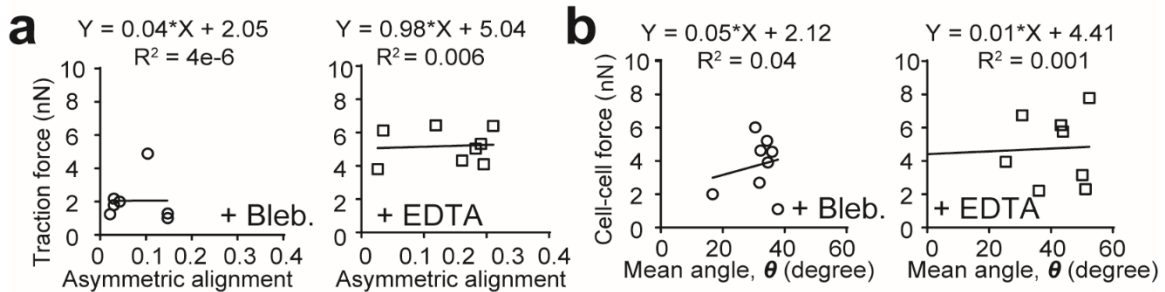 a
Y = 0.04*X + 2.05
R² = 4e-6
Traction force (nN)
10
8
6
4
2
0
0 0.1 0.2 0.3 0.4
+ Bleb.
Asymmetric alignment
Y = 0.98*X + 5.04
R² = 0.006
10
8
6
4
2
0
0 0.1 0.2 0.3 0.4
+ EDTA
Asymmetric alignment
b
Y = 0.05*X + 2.12
R² = 0.04
Cell-cell force (nN)
10
8
6
4
2
0
0 20 40 60
+ Bleb.
Mean angle, θ (degree)
Y = 0.01*X + 4.41
R² = 0.001
10
8
6
4
2
0
0 20 40 60
+ EDTA
Mean angle, θ (degree)